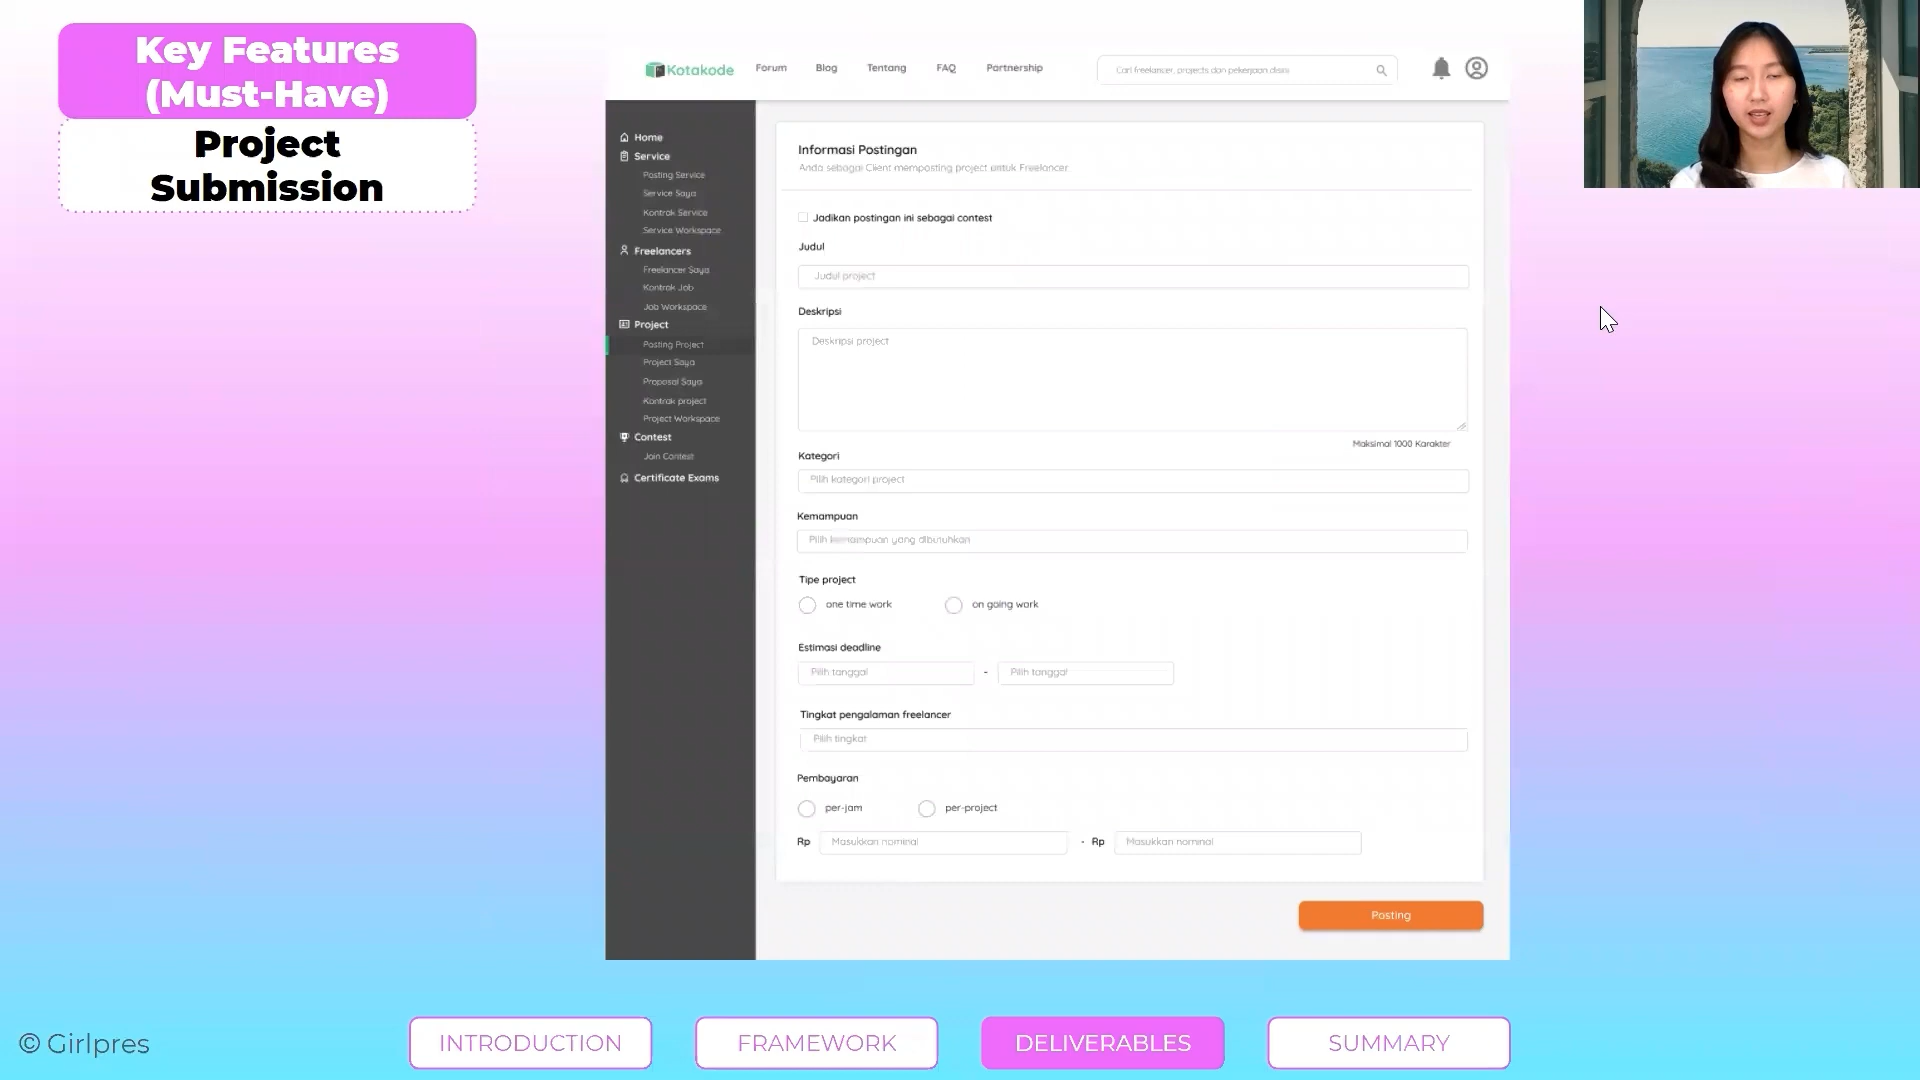 Key Features
(Must-Have)
Project
Submission
Kotakode
Forum
Blog
Tentang
FAQ
Partnership
Cari freelancer, projects dan pekerjaan disini
Home
Service
Posting Service
Service Saya
Kontrak Service
Service Workspace
Freelancers
Freelancer Saya
Kontrak Job
Job Workspace
Project
Posting Project
Project Saya
Proposal Saya
Kontrak project
Project Workspace
Contest
Join Contest
Certificate Exams
Informasi Postingan
Anda sebagai Client memposting project untuk Freelancer
Jadikan postingan ini sebagai contest
Judul
Judul project
Deskripsi
Deskripsi project
Maksimal 1000 Karakter
Kategori
Pilih kategori project
Kemampuan
Pilih kemampuan yang dibutuhkan
Tipe project
one time work
on going work
Estimasi deadline
Pilih tanggal - Pilih tanggal
Tingkat pengalaman freelancer
Pilih tingkat
Pembayaran
per-jam
per-project
Rp Masukkan nominal - Rp Masukkan nominal
Posting
© Girlpres
INTRODUCTION
FRAMEWORK
DELIVERABLES
SUMMARY